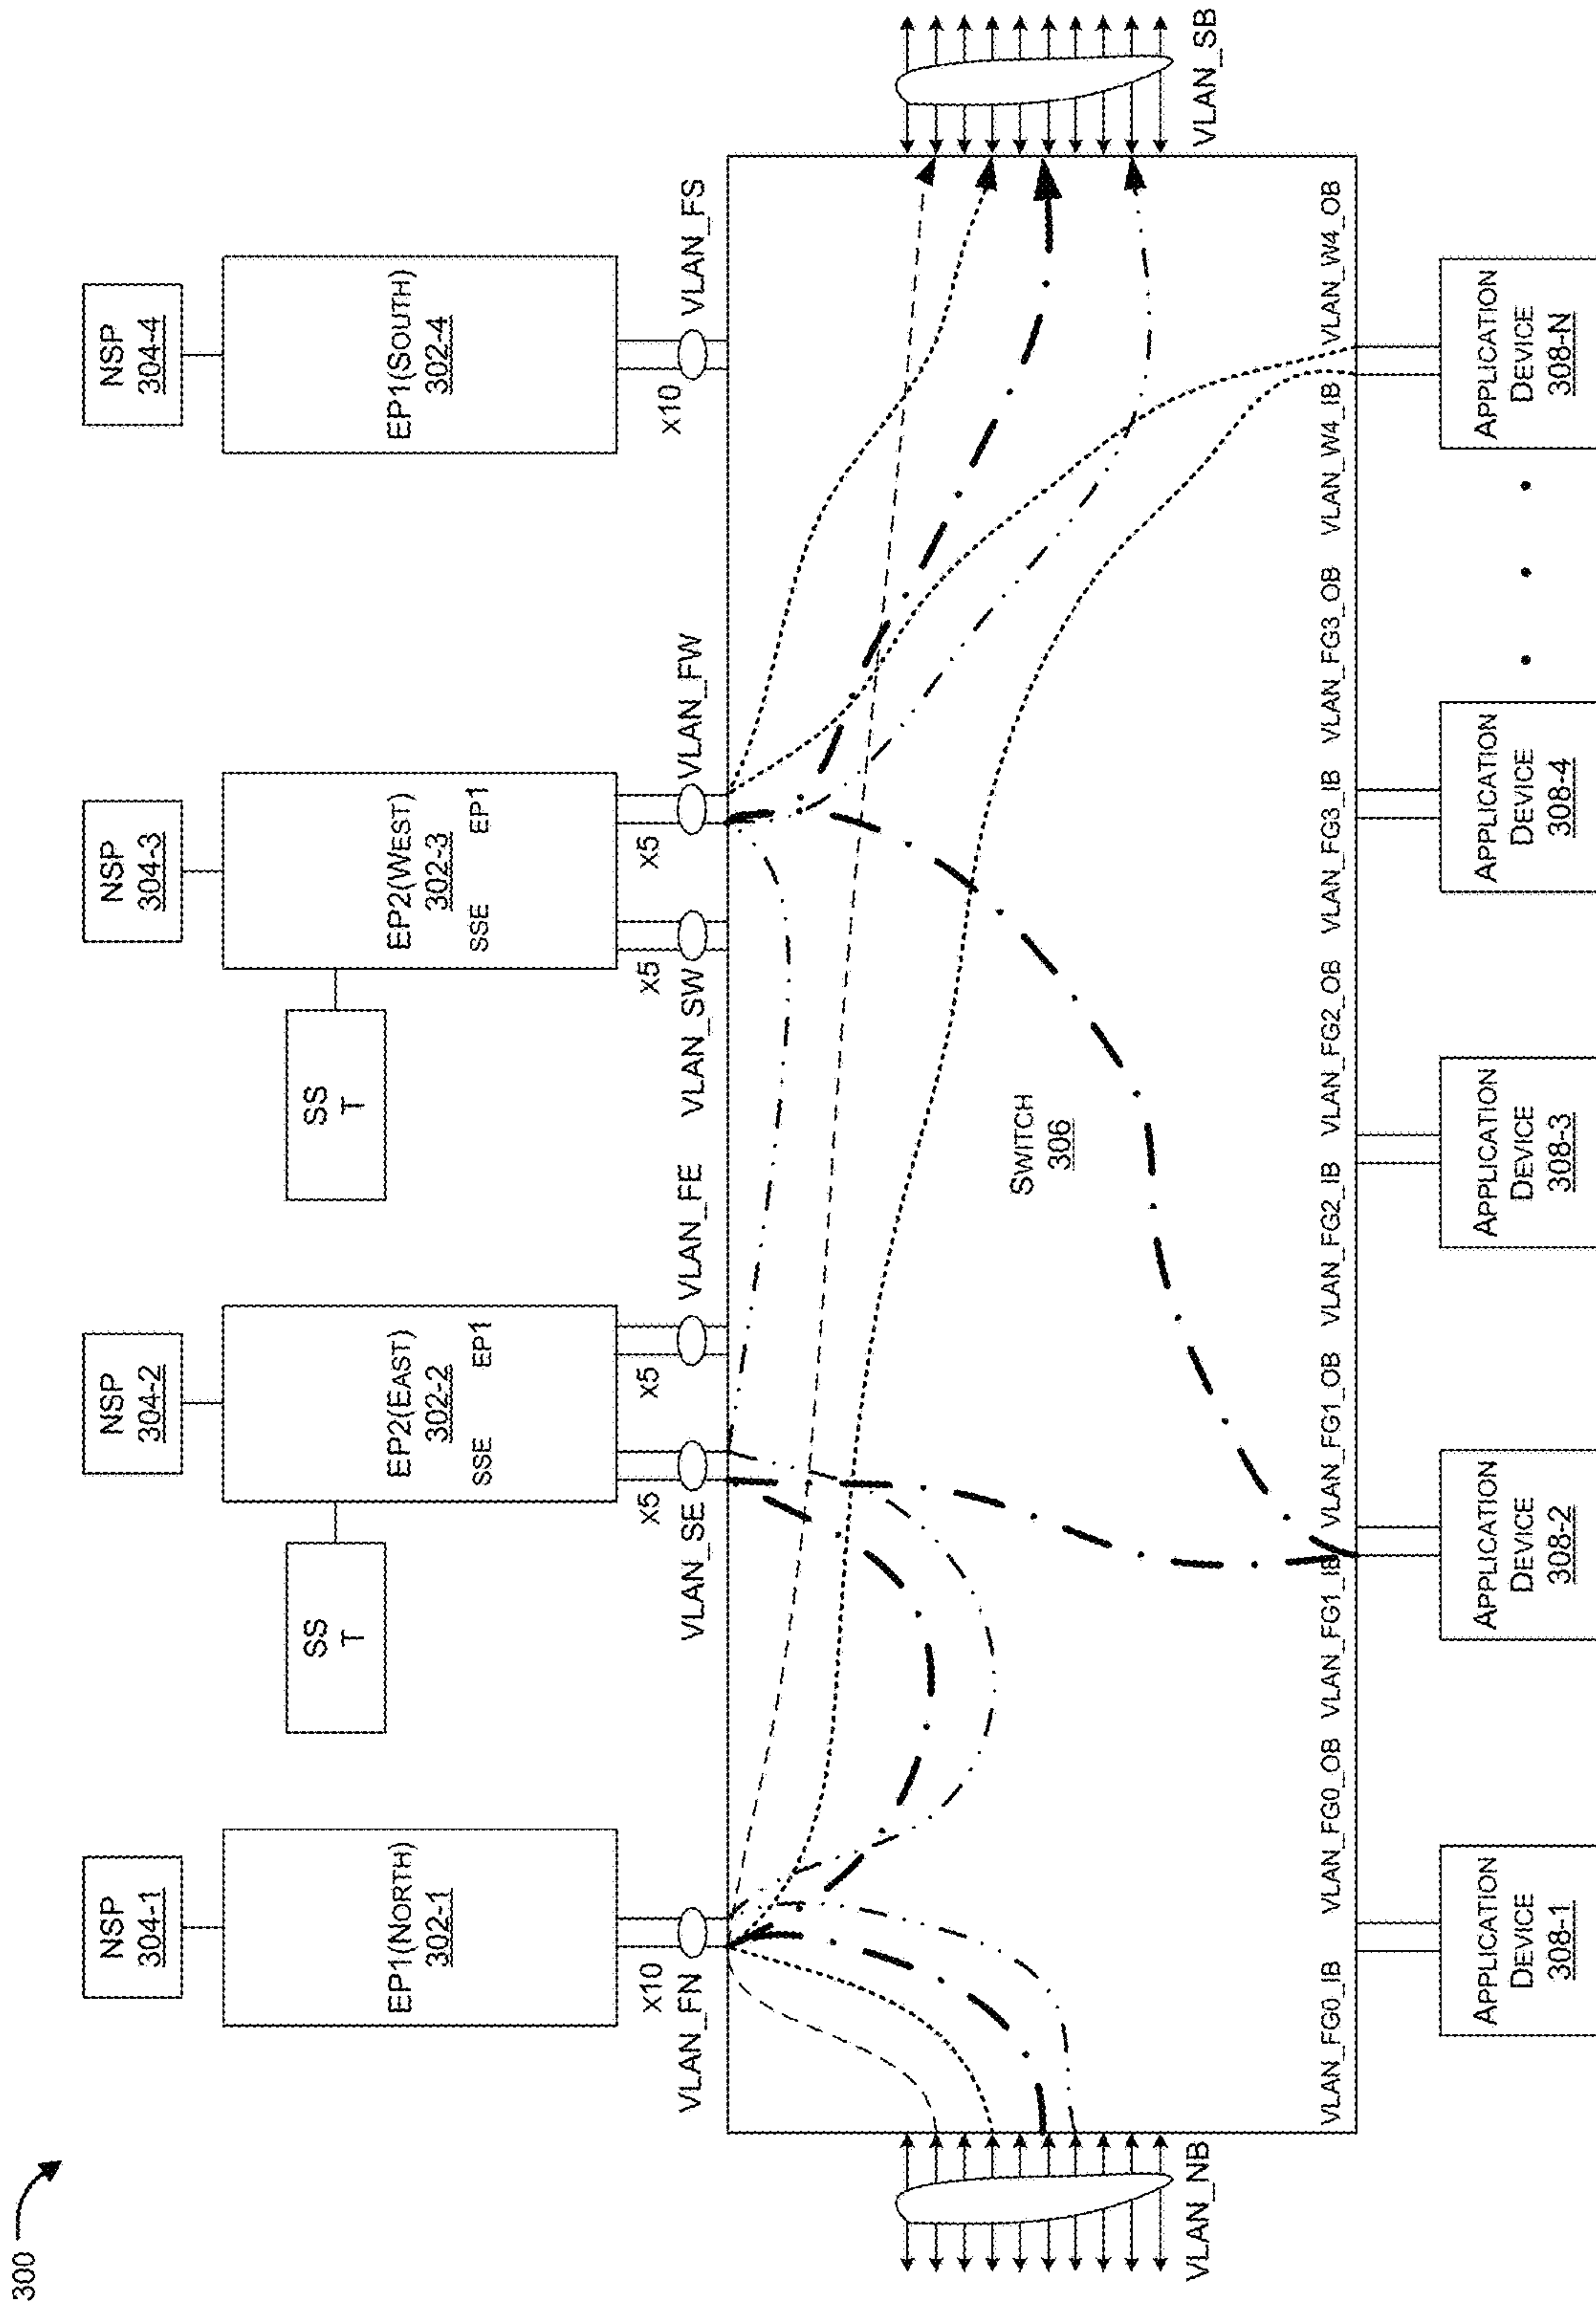 300
NSP
304-1
NSP
304-2
NSP
304-3
NSP
304-4
SS
T
SS
T
EP1(NORTH)
302-1
EP2(EAST)
302-2
SSE EP1
EP2(WEST)
302-3
SSE EP1
EP1(SOUTH)
302-4
X10
X5
X5
X5
X5
X10
VLAN_FN
VLAN_SE
VLAN_FE
VLAN_SW
VLAN_FW
VLAN_FS
SWITCH
306
VLAN_NB
VLAN_SB
VLAN_FG0_IB
VLAN_FG0_OB
VLAN_FG1_IB
VLAN_FG1_OB
VLAN_FG2_IB
VLAN_FG2_OB
VLAN_FG3_IB
VLAN_FG3_OB
VLAN_W4_IB
VLAN_W4_OB
APPLICATION
DEVICE
308-1
APPLICATION
DEVICE
308-2
APPLICATION
DEVICE
308-3
APPLICATION
DEVICE
308-4
APPLICATION
DEVICE
308-N